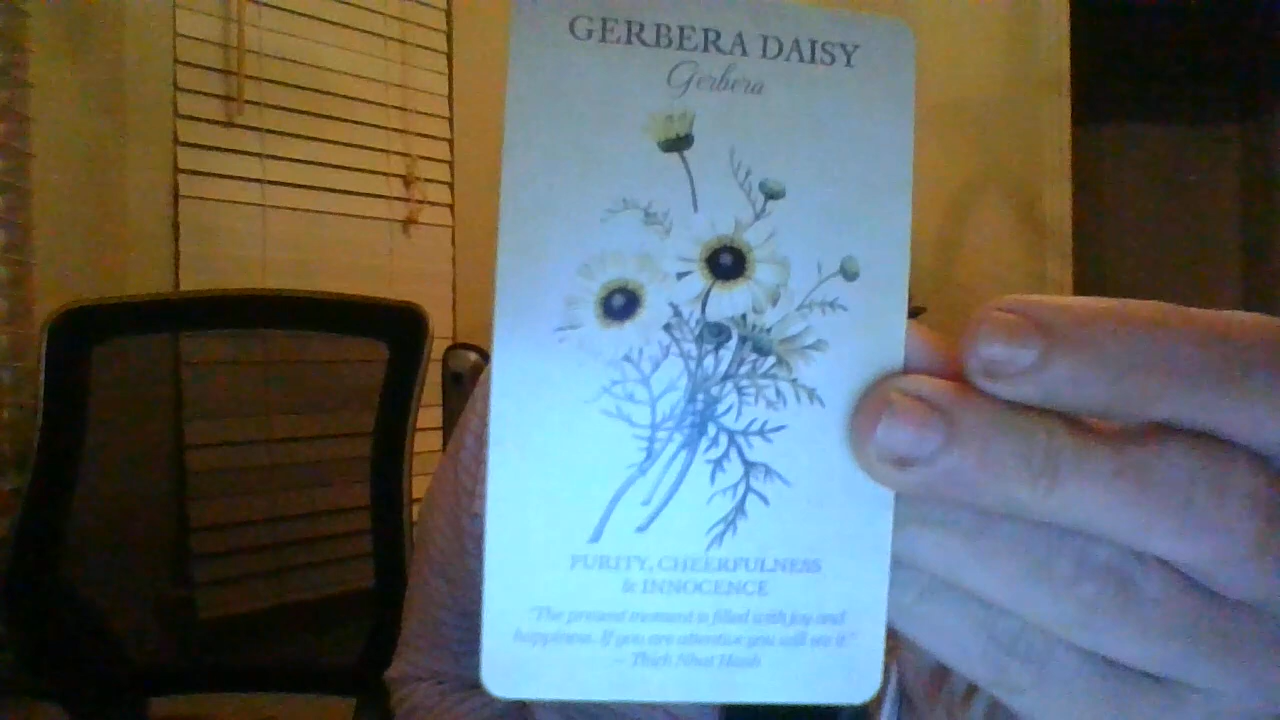 GERBERA DAISY
Gerbera
PURITY, CHEERFULNESS
& INNOCENCE
"The present moment is filled with joy and
happiness. If you are attentive you will see it."
– Thich Nhat Hanh